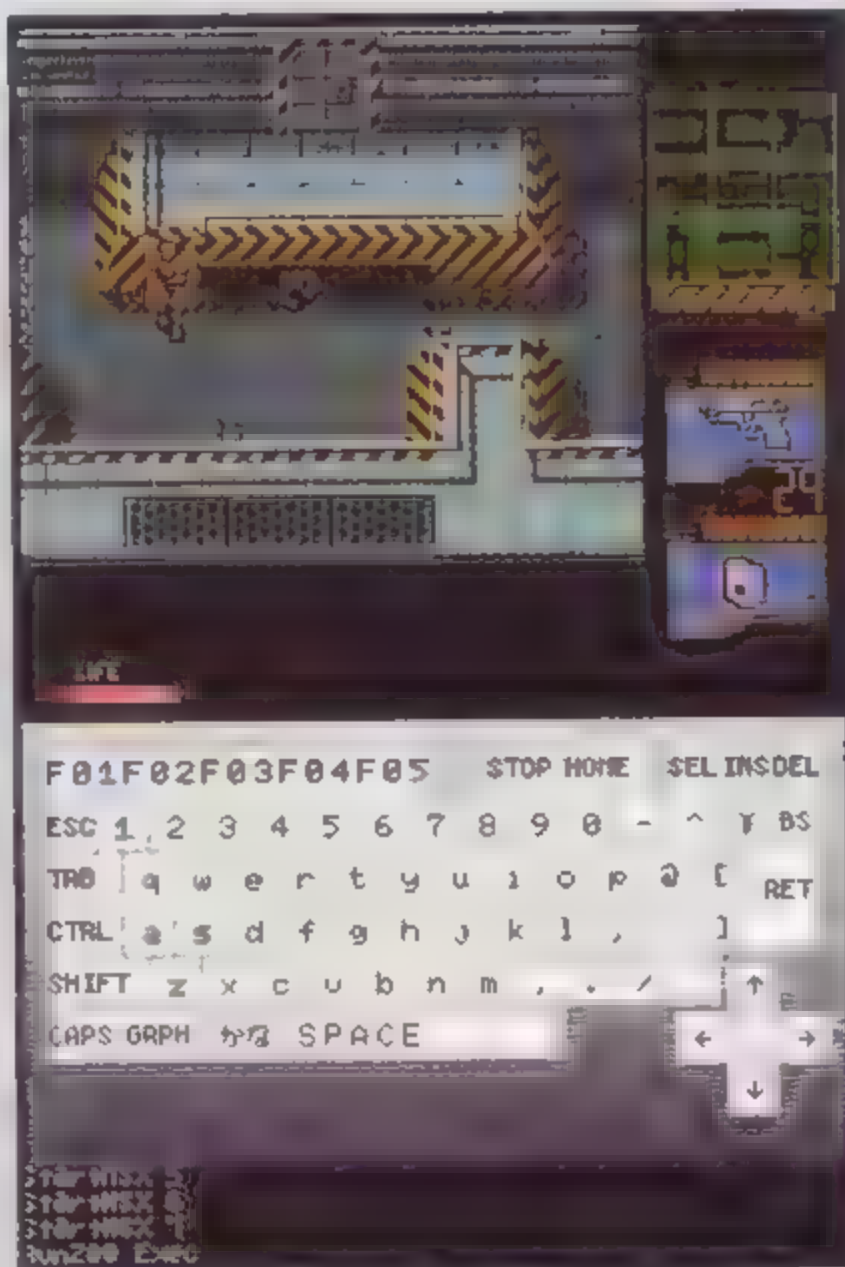 LIFE
F01F02F03F04F05 STOP HOME SEL INS DEL
ESC 1 2 3 4 5 6 7 8 9 0 - ^ ¥ BS
TAB q w e r t y u i o p @ [ RET
CTRL a s d f g h j k l ; ]
SHIFT z x c v b n m , . /
CAPS GRPH かな SPACE
↑
← →
↓